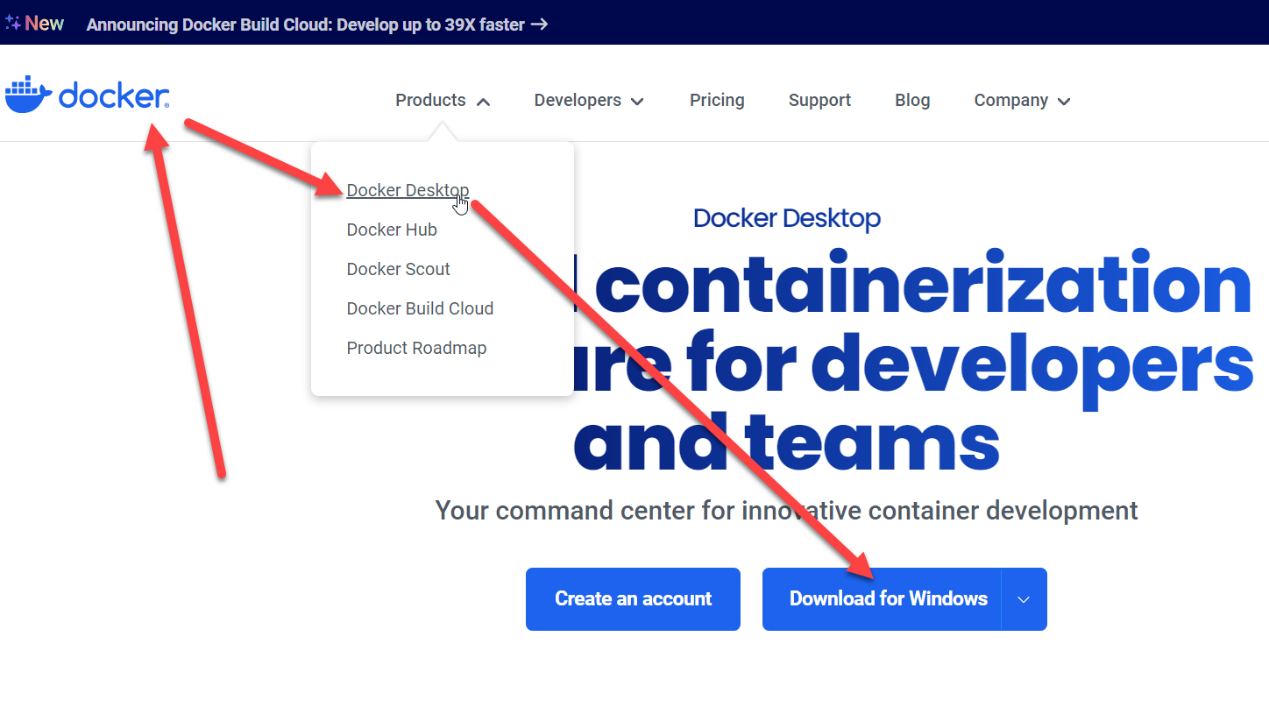 New Announcing Docker Build Cloud: Develop up to 39X faster →
docker®
Products Developers Pricing Support Blog Company
Docker Desktop
Docker Hub
Docker Scout
Docker Build Cloud
Product Roadmap
Docker Desktop
containerization
for developers
and teams
Your command center for innovative container development
Create an account
Download for Windows